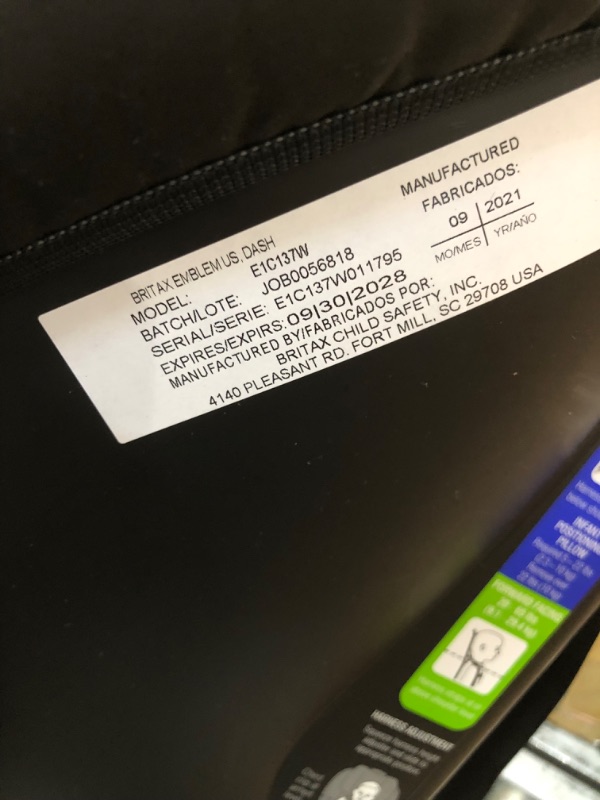 BRITAX EMBLEM US, DASH
MODEL: E1C137W
BATCH/LOTE: JOB0056818
SERIAL/SERIE: E1C137W011795
EXPIRES/EXPIRS: 09|30|2028
MANUFACTURED BY/FABRICADOS POR:
BRITAX CHILD SAFETY, INC.
4140 PLEASANT RD. FORT MILL, SC 29708 USA
MANUFACTURED
FABRICADOS:
09 | 2021
MO/MES | YR/AÑO
INFANT
POSITIONING
PILLOW
FORWARD FACING
HARNESS ADJUSTMENT